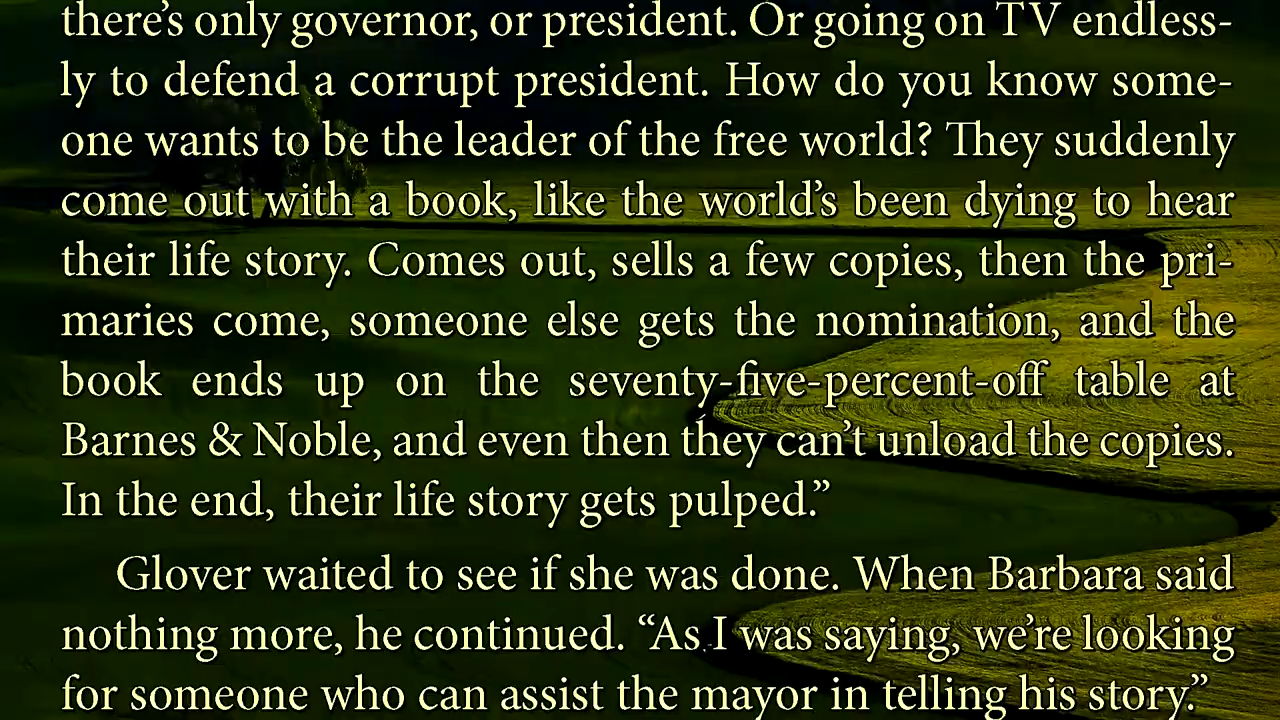 there’s only governor, or president. Or going on TV endless-
ly to defend a corrupt president. How do you know some-
one wants to be the leader of the free world? They suddenly
come out with a book, like the world’s been dying to hear
their life story. Comes out, sells a few copies, then the pri-
maries come, someone else gets the nomination, and the
book ends up on the seventy-five-percent-off table at
Barnes & Noble, and even then they can’t unload the copies.
In the end, their life story gets pulped.”
Glover waited to see if she was done. When Barbara said
nothing more, he continued. “As I was saying, we’re looking
for someone who can assist the mayor in telling his story.”